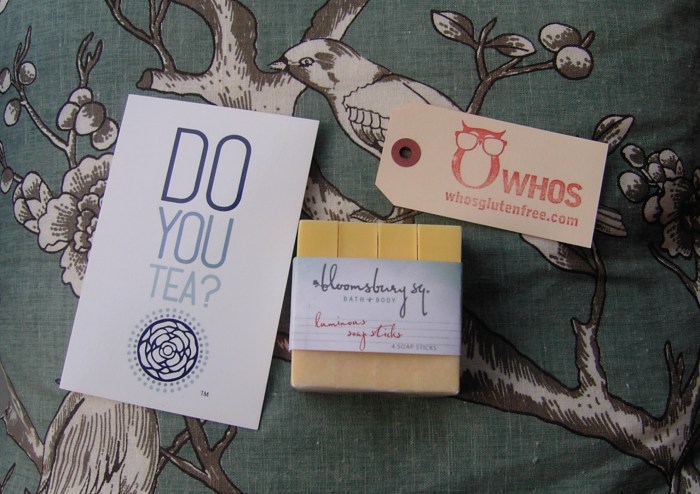 DO
YOU
TEA?
TM
WHOS
whosglutenfree.com
bloomsbury sq.
BATH & BODY
luminous
soap sticks
4 SOAP STICKS